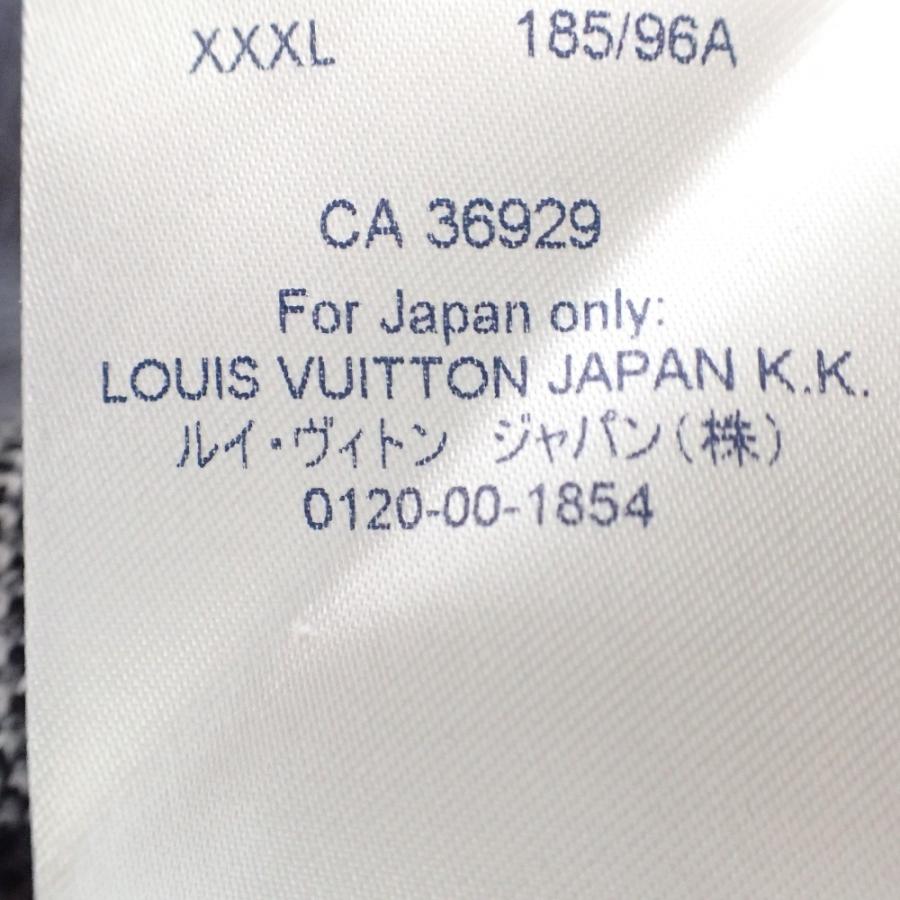 XXXL 185/96A
CA 36929
For Japan only:
LOUIS VUITTON JAPAN K.K.
ルイ・ヴィトン ジャパン(株)
0120-00-1854